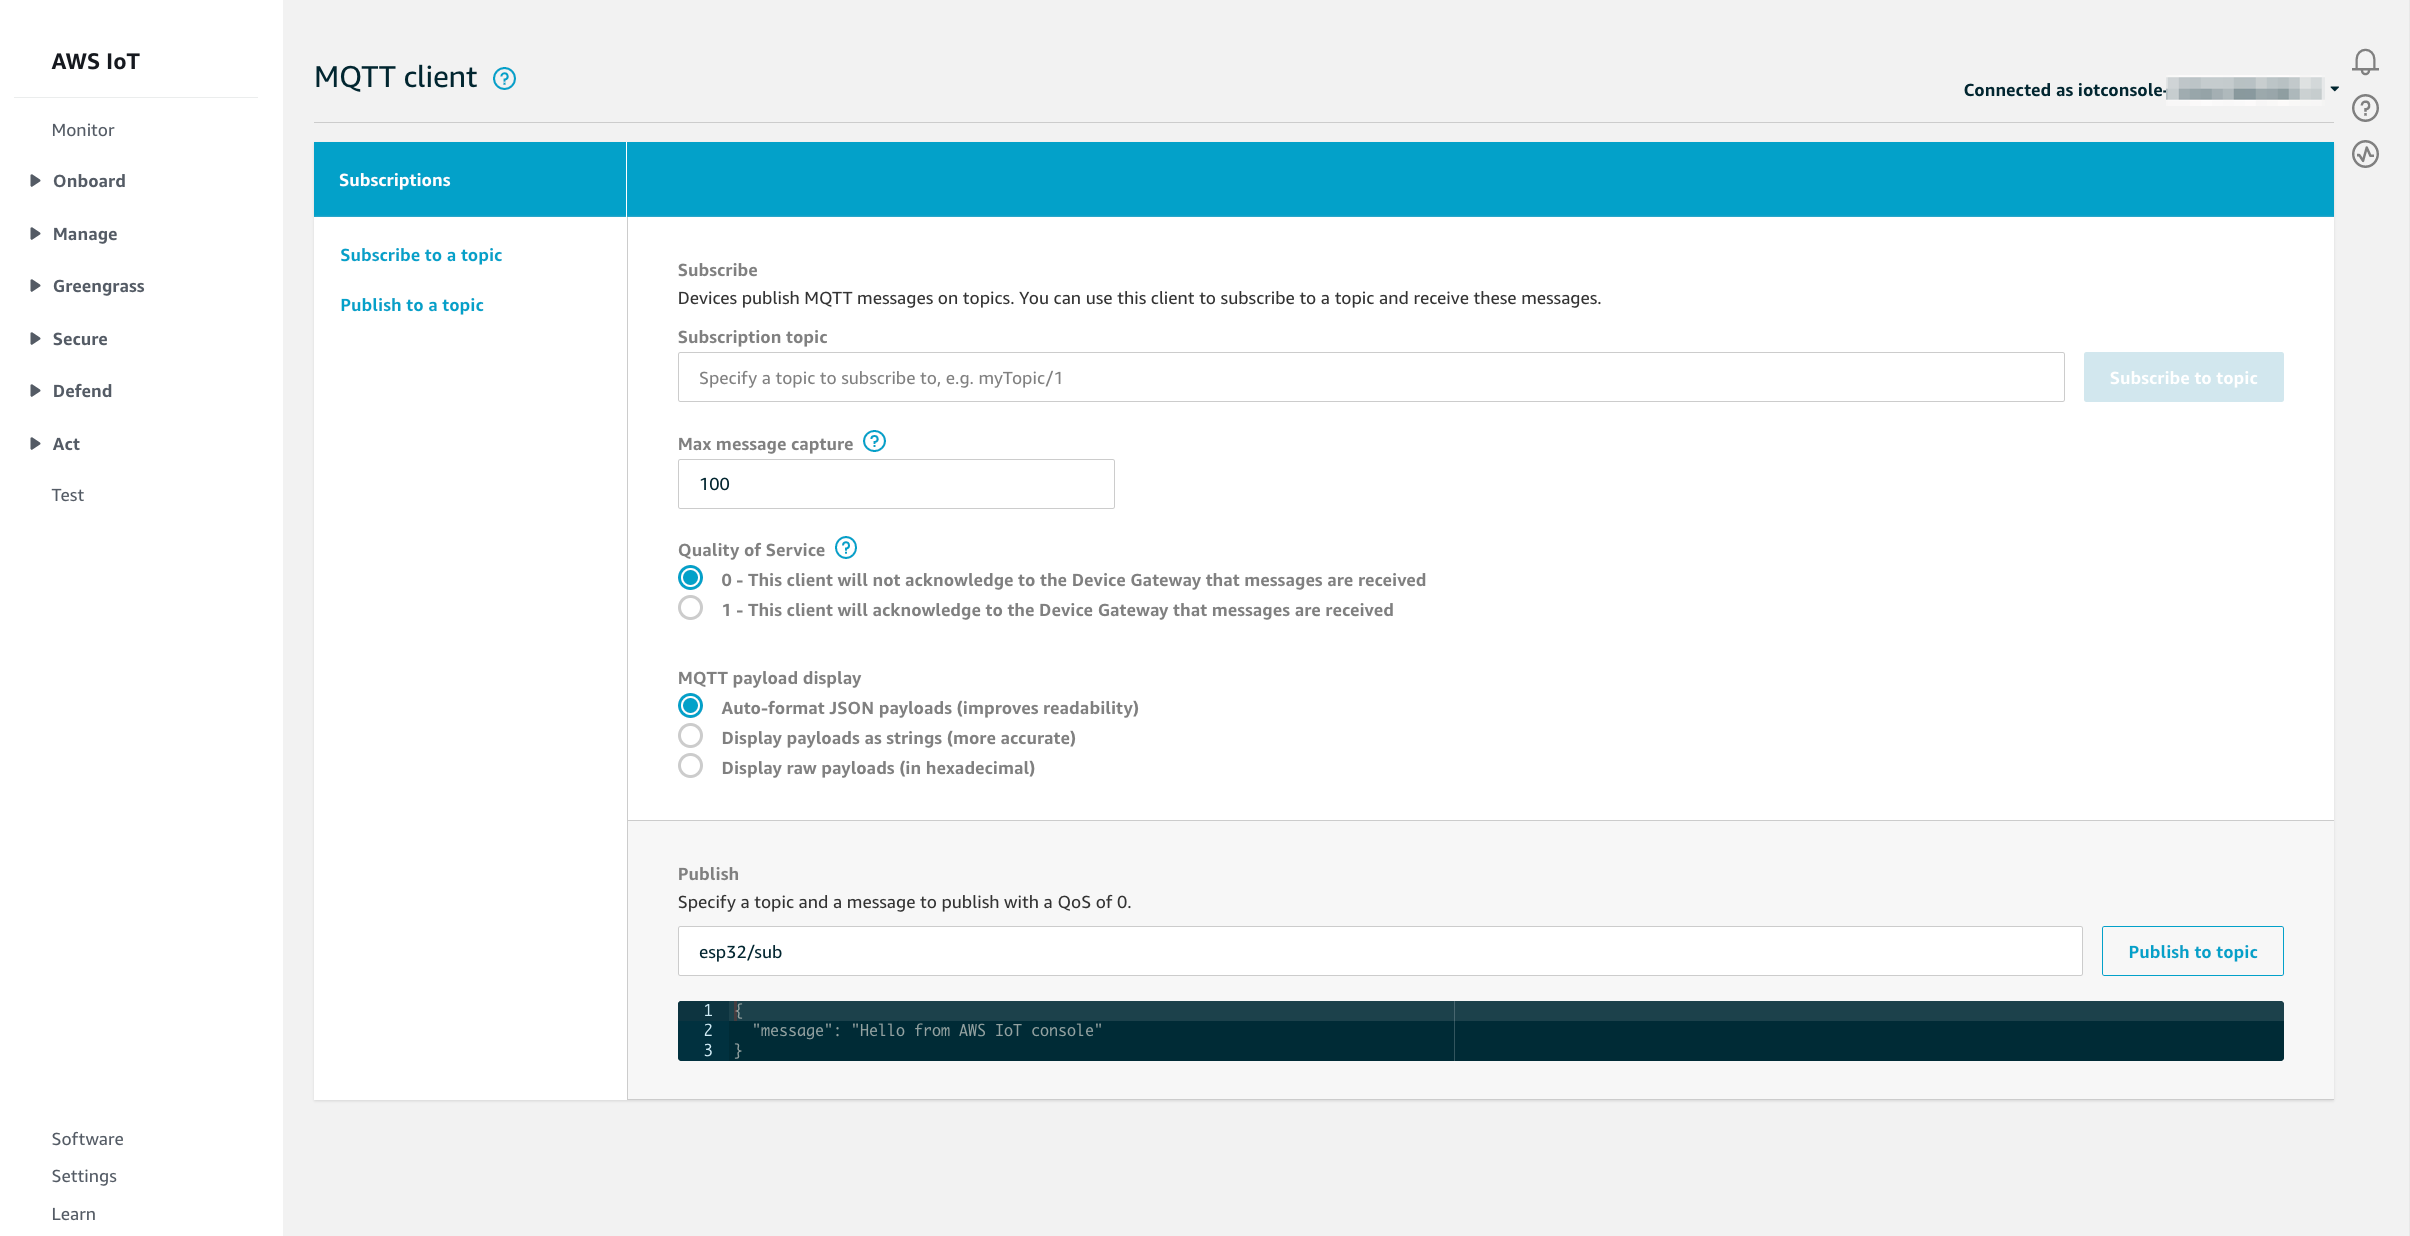 AWS IoT
Monitor
Onboard
Manage
Greengrass
Secure
Defend
Act
Test
Software
Settings
Learn
MQTT client ?
Connected as iotconsole-
?
Subscriptions
Subscribe to a topic
Publish to a topic
Subscribe
Devices publish MQTT messages on topics. You can use this client to subscribe to a topic and receive these messages.
Subscription topic
Specify a topic to subscribe to, e.g. myTopic/1
Subscribe to topic
Max message capture ?
100
Quality of Service ?
0 - This client will not acknowledge to the Device Gateway that messages are received
1 - This client will acknowledge to the Device Gateway that messages are received
MQTT payload display
Auto-format JSON payloads (improves readability)
Display payloads as strings (more accurate)
Display raw payloads (in hexadecimal)
Publish
Specify a topic and a message to publish with a QoS of 0.
esp32/sub
Publish to topic
1 {
2 "message": "Hello from AWS IoT console"
3 }